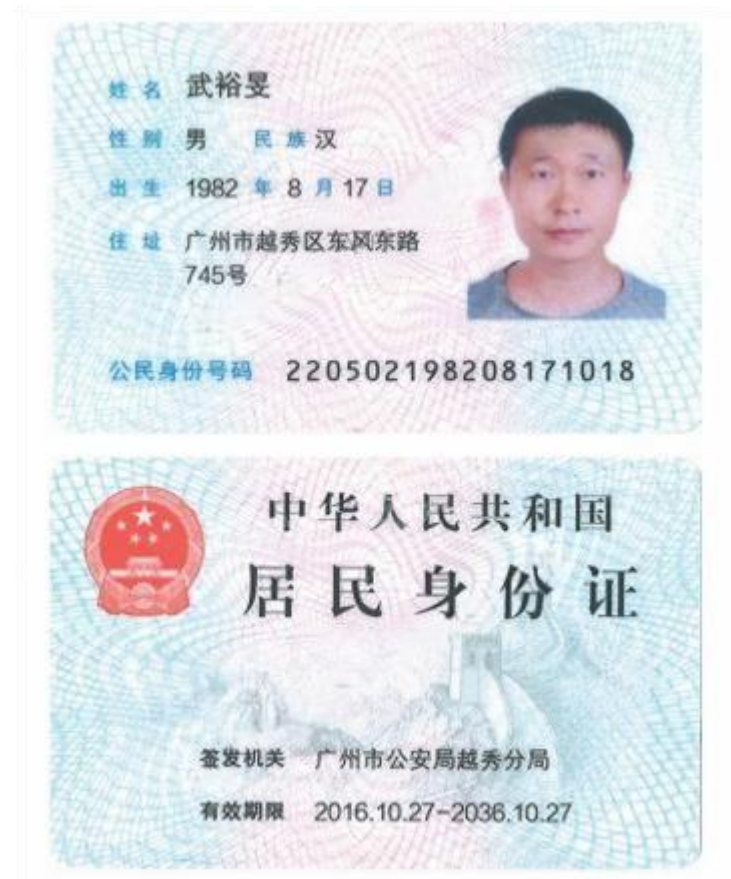 姓名 武裕旻
性别 男 民族 汉
出生 1982 年 8 月 17 日
住址 广州市越秀区东风东路
745号
公民身份号码 220502198208171018
中华人民共和国
居民身份证
签发机关 广州市公安局越秀分局
有效期限 2016.10.27-2036.10.27